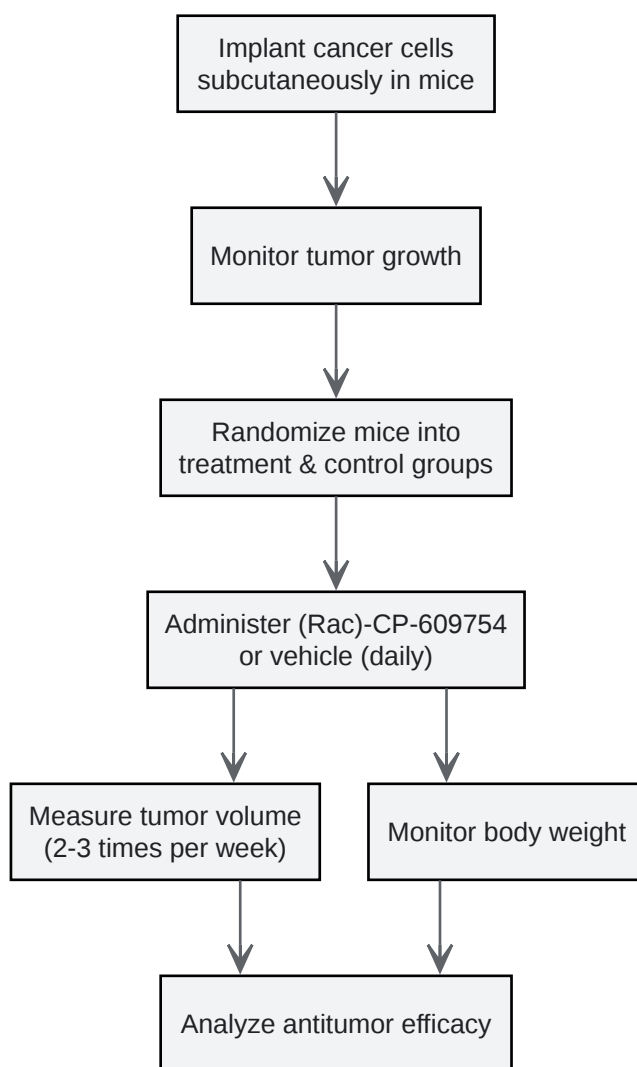 Implant cancer cells
subcutaneously in mice
Monitor tumor growth
Randomize mice into
treatment & control groups
Administer (Rac)-CP-609754
or vehicle (daily)
Measure tumor volume
(2-3 times per week)
Monitor body weight
Analyze antitumor efficacy